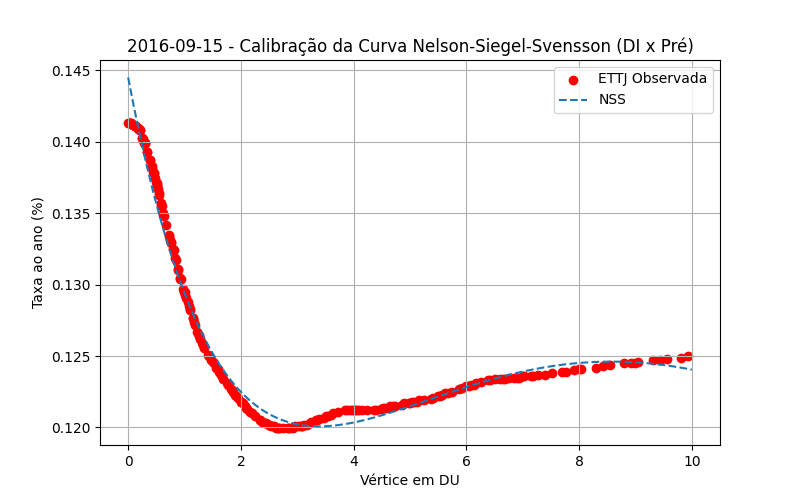 2016-09-15 - Calibração da Curva Nelson-Siegel-Svensson (DI x Pré)
ETTJ Observada
NSS
Taxa ao ano (%)
0.145
0.140
0.135
0.130
0.125
0.120
0
2
4
6
8
10
Vértice em DU